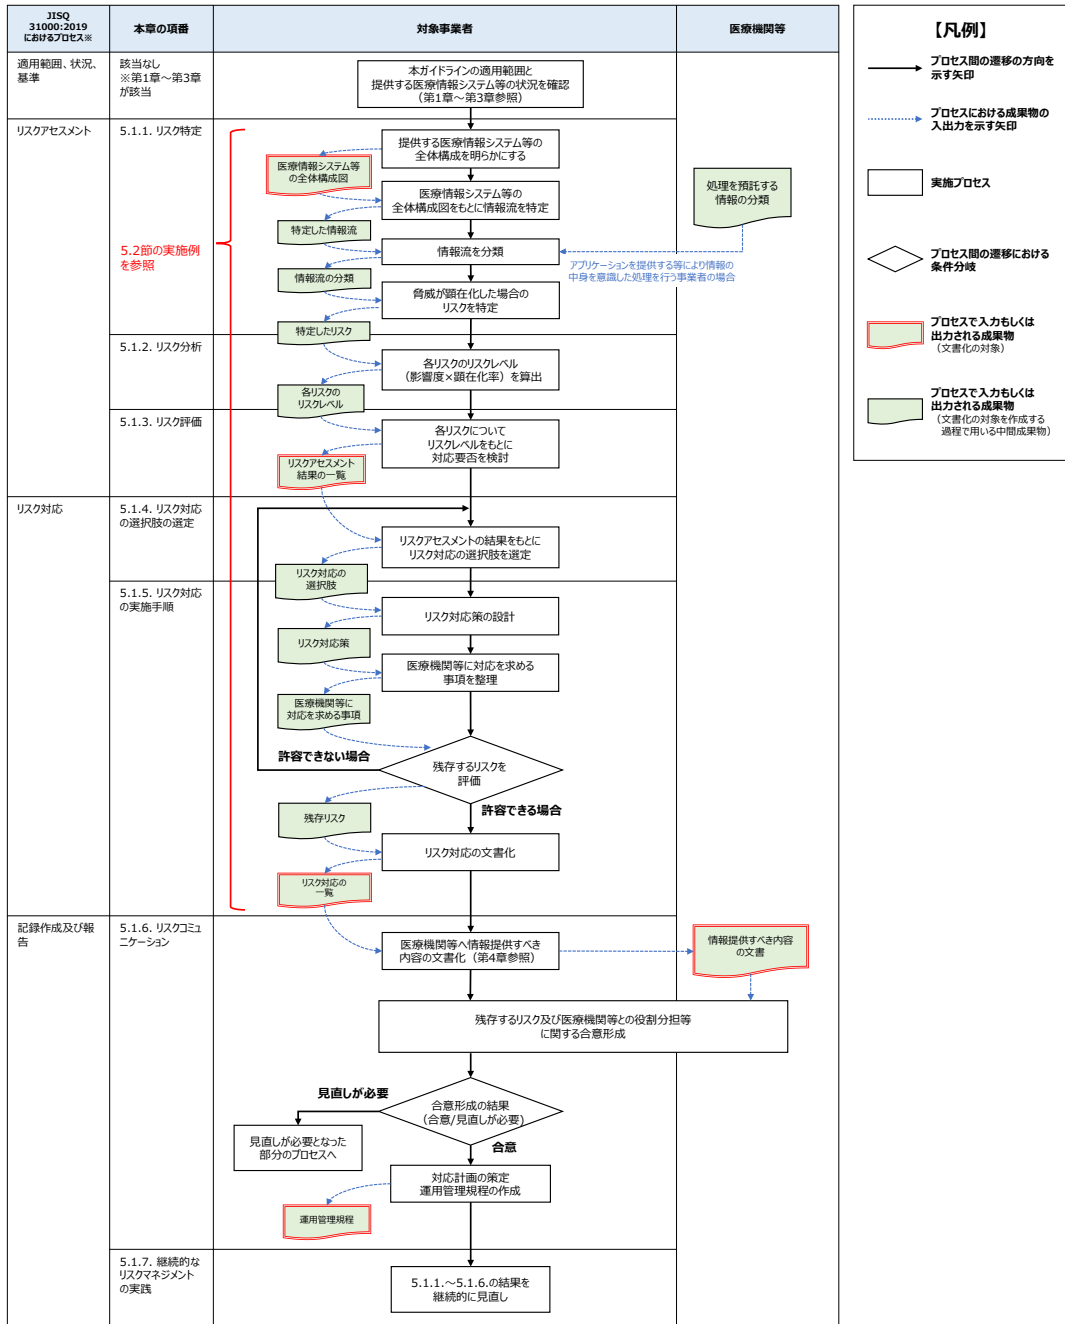 JISQ
31000:2019
におけるプロセス※
本章の項番
対象事業者
医療機関等
適用範囲、状況、
基準
該当なし
※第1章～第3章
が該当
本ガイドラインの適用範囲と
提供する医療情報システム等の状況を確認
（第1章～第3章参照）
リスクアセスメント
5.1.1. リスク特定
提供する医療情報システム等の
全体構成を明らかにする
医療情報システム等
の全体構成図
医療情報システム等の
全体構成図をもとに情報流を特定
処理を預託する
情報の分類
特定した情報流
5.2節の実施例
を参照
情報流を分類
アプリケーションを提供する等により情報の
中身を意識した処理を行う事業者の場合
情報流の分類
脅威が顕在化した場合の
リスクを特定
特定したリスク
5.1.2. リスク分析
各リスクのリスクレベル
（影響度×顕在化率）を算出
各リスクの
リスクレベル
5.1.3. リスク評価
各リスクについて
リスクレベルをもとに
対応要否を検討
リスクアセスメント
結果の一覧
リスク対応
5.1.4. リスク対応
の選択肢の選定
リスクアセスメントの結果をもとに
リスク対応の選択肢を選定
リスク対応の
選択肢
5.1.5. リスク対応
の実施手順
リスク対応策の設計
リスク対応策
医療機関等に対応を求める
事項を整理
医療機関等に
対応を求める事項
許容できない場合
残存するリスクを
評価
許容できる場合
残存リスク
リスク対応の文書化
リスク対応の
一覧
記録作成及び報
告
5.1.6. リスクコミュ
ニケーション
医療機関等へ情報提供すべき
内容の文書化（第4章参照）
情報提供すべき内容
の文書
残存するリスク及び医療機関等との役割分担等
に関する合意形成
見直しが必要
合意形成の結果
（合意/見直しが必要）
見直しが必要となった
部分のプロセスへ
合意
対応計画の策定
運用管理規程の作成
運用管理規程
5.1.7. 継続的な
リスクマネジメント
の実践
5.1.1.～5.1.6.の結果を
継続的に見直し
【凡例】
プロセス間の遷移の方向を
示す矢印
プロセスにおける成果物の
入出力を示す矢印
実施プロセス
プロセス間の遷移における
条件分岐
プロセスで入力もしくは
出力される成果物
（文書化の対象）
プロセスで入力もしくは
出力される成果物
（文書化の対象を作成する
過程で用いる中間成果物）